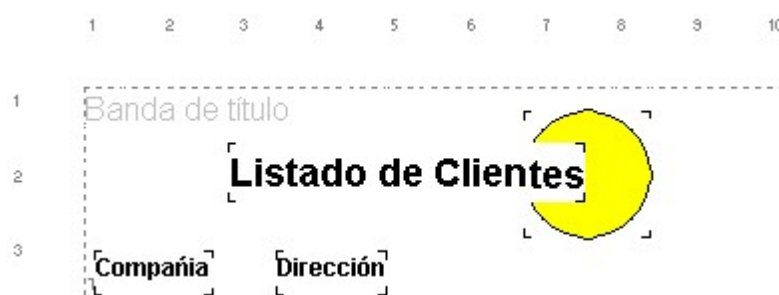 1 2 3 4 5 6 7 8 9 10
1
Banda de título
2
Listado de Clientes
3
Compañia Dirección